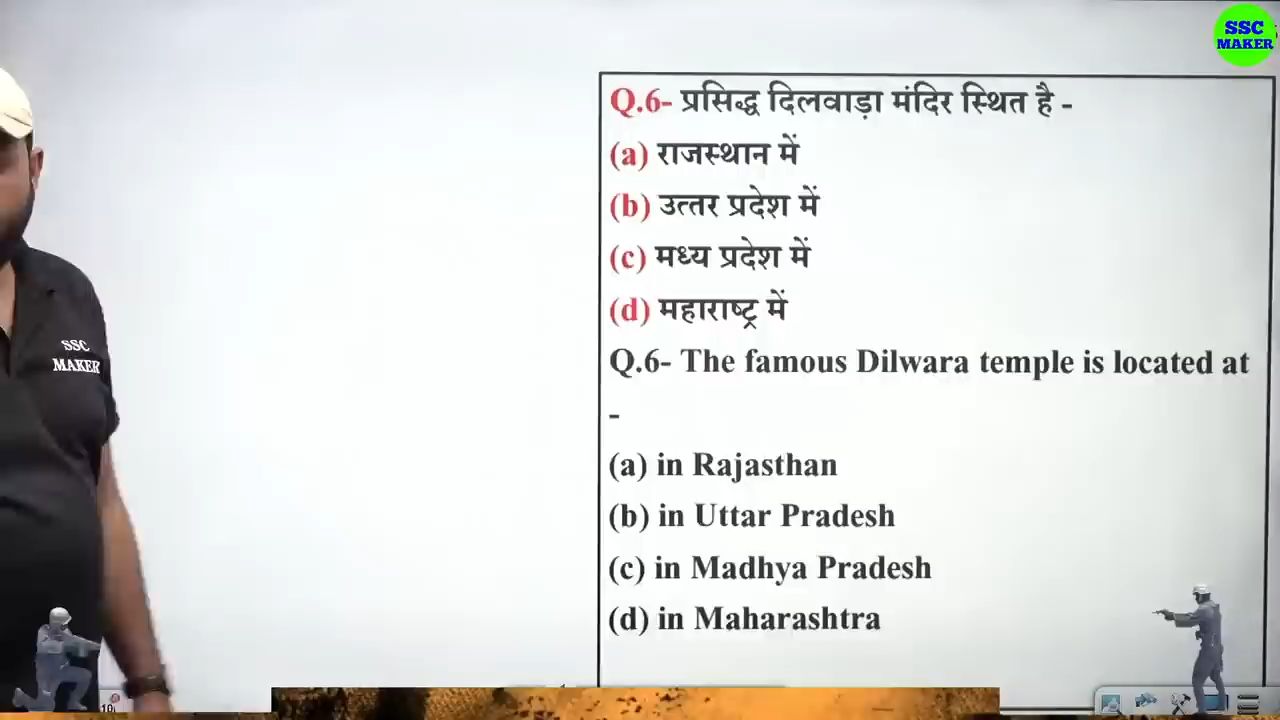 SSC
MAKER
Q.6- प्रसिद्ध दिलवाड़ा मंदिर स्थित है -
(a) राजस्थान में
(b) उत्तर प्रदेश में
(c) मध्य प्रदेश में
(d) महाराष्ट्र में
SSC
MAKER
Q.6- The famous Dilwara temple is located at
-
(a) in Rajasthan
(b) in Uttar Pradesh
(c) in Madhya Pradesh
(d) in Maharashtra